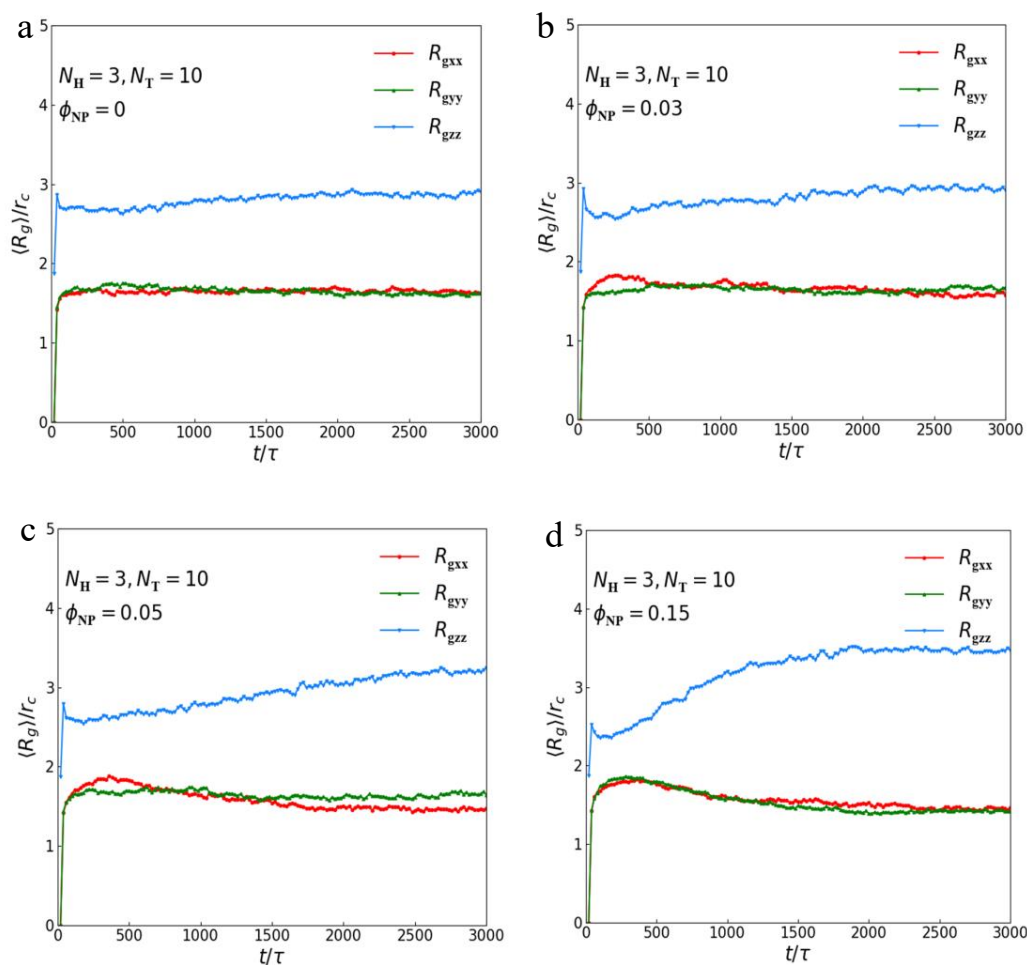 a
5
4
3
2
1
0
⟨R_g⟩/r_c
N_H = 3, N_T = 10
ϕ_NP = 0
R_gxx
R_gyy
R_gzz
0 500 1000 1500 2000 2500 3000
t/τ
b
5
4
3
2
1
0
⟨R_g⟩/r_c
N_H = 3, N_T = 10
ϕ_NP = 0.03
R_gxx
R_gyy
R_gzz
0 500 1000 1500 2000 2500 3000
t/τ
c
5
4
3
2
1
0
⟨R_g⟩/r_c
N_H = 3, N_T = 10
ϕ_NP = 0.05
R_gxx
R_gyy
R_gzz
0 500 1000 1500 2000 2500 3000
t/τ
d
5
4
3
2
1
0
⟨R_g⟩/r_c
N_H = 3, N_T = 10
ϕ_NP = 0.15
R_gxx
R_gyy
R_gzz
0 500 1000 1500 2000 2500 3000
t/τ